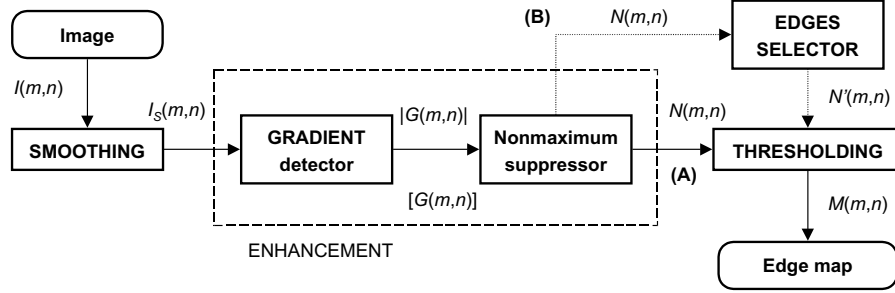 Image
(B)
N(m,n)
EDGES
SELECTOR
I(m,n)
I_S(m,n)
N'(m,n)
SMOOTHING
GRADIENT
detector
|G(m,n)|
[G(m,n)]
Nonmaximum
suppressor
N(m,n)
(A)
THRESHOLDING
M(m,n)
ENHANCEMENT
Edge map